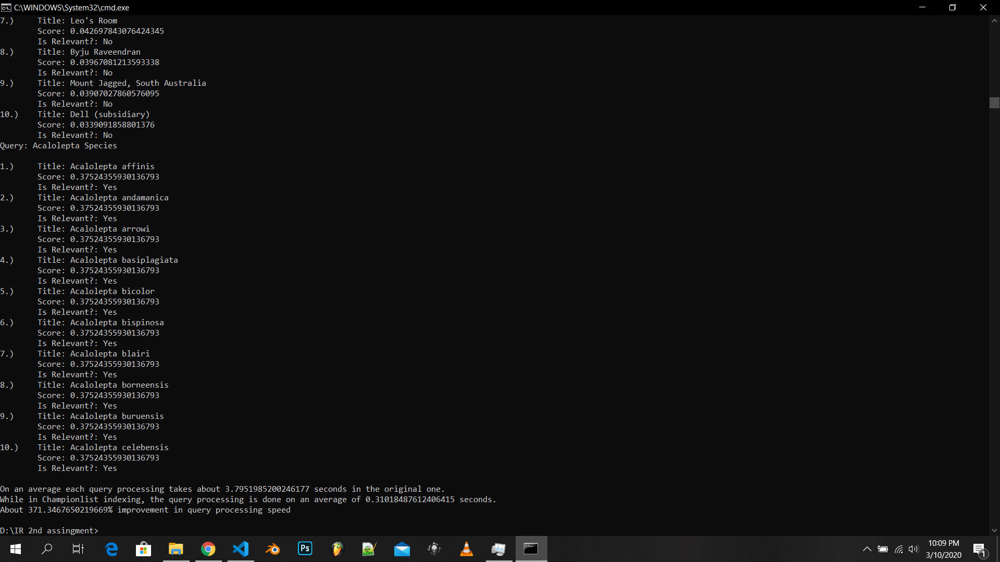 C:\WINDOWS\System32\cmd.exe
7.) Title: Leo's Room
Score: 0.042697843076424345
Is Relevant?: No
8.) Title: Byju Raveendran
Score: 0.03967081213593338
Is Relevant?: No
9.) Title: Mount Jagged, South Australia
Score: 0.03907027860576095
Is Relevant?: No
10.) Title: Dell (subsidiary)
Score: 0.0339091858801376
Is Relevant?: No
Query: Acalolepta Species
1.) Title: Acalolepta affinis
Score: 0.37524355930136793
Is Relevant?: Yes
2.) Title: Acalolepta andamanica
Score: 0.37524355930136793
Is Relevant?: Yes
3.) Title: Acalolepta arrowi
Score: 0.37524355930136793
Is Relevant?: Yes
4.) Title: Acalolepta basiplagiata
Score: 0.37524355930136793
Is Relevant?: Yes
5.) Title: Acalolepta bicolor
Score: 0.37524355930136793
Is Relevant?: Yes
6.) Title: Acalolepta bispinosa
Score: 0.37524355930136793
Is Relevant?: Yes
7.) Title: Acalolepta blairi
Score: 0.37524355930136793
Is Relevant?: Yes
8.) Title: Acalolepta borneensis
Score: 0.37524355930136793
Is Relevant?: Yes
9.) Title: Acalolepta buruensis
Score: 0.37524355930136793
Is Relevant?: Yes
10.) Title: Acalolepta celebensis
Score: 0.37524355930136793
Is Relevant?: Yes
On an average each query processing takes about 3.7951985200246177 seconds in the original one.
While in Championlist indexing, the query processing is done on an average of 0.31018487612406415 seconds.
About 371.3467650219669% improvement in query processing speed
D:\IR 2nd assingment>
Ps
10:09 PM
3/10/2020
1